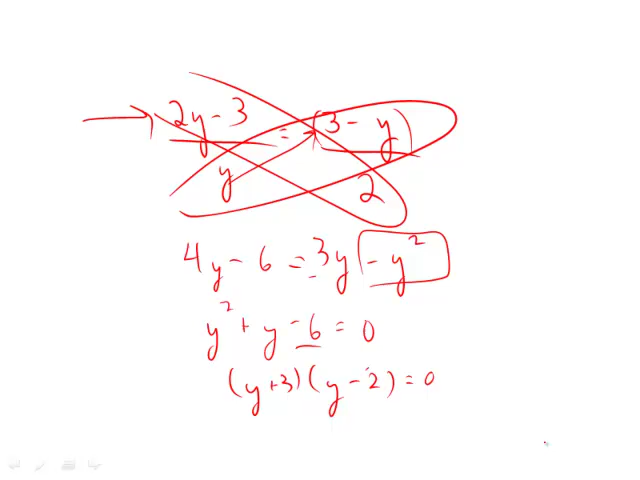 (2y-3)/y = (3-y)/2
4y-6 = 3y-y²
y²+y-6=0
(y+3)(y-2)=0